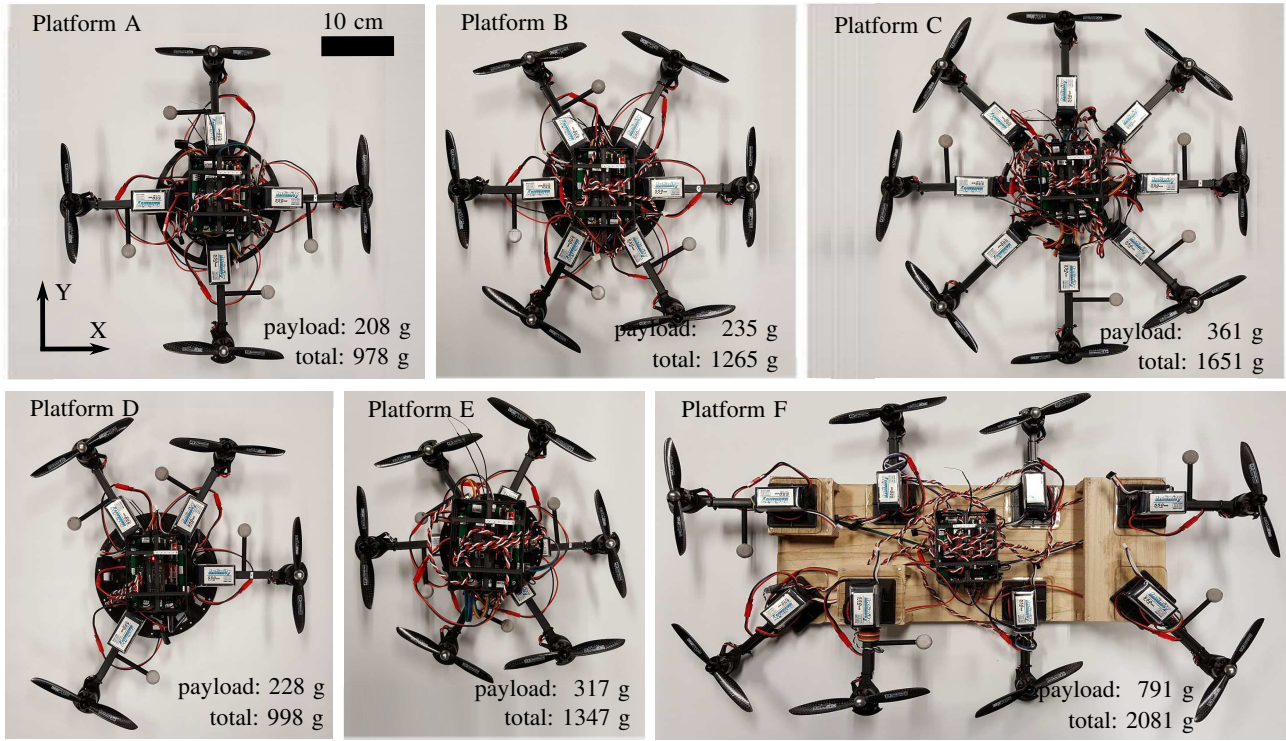 Platform A
10 cm
Y
X
payload: 208 g
total: 978 g
Platform B
payload: 235 g
total: 1265 g
Platform C
payload: 361 g
total: 1651 g
Platform D
payload: 228 g
total: 998 g
Platform E
payload: 317 g
total: 1347 g
Platform F
payload: 791 g
total: 2081 g